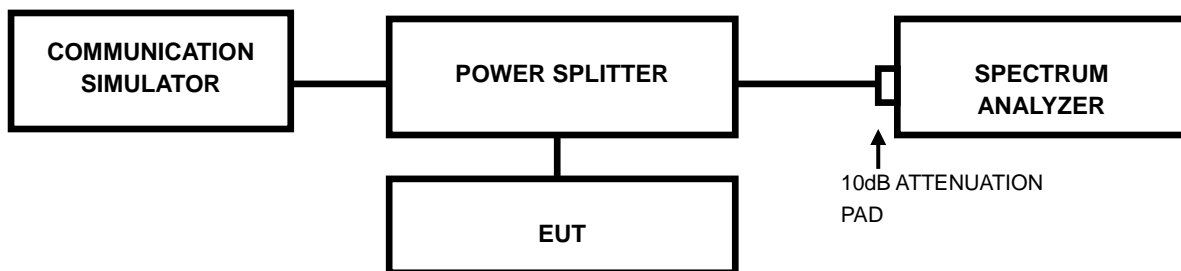 COMMUNICATION
SIMULATOR
POWER SPLITTER
SPECTRUM
ANALYZER
10dB ATTENUATION
PAD
EUT